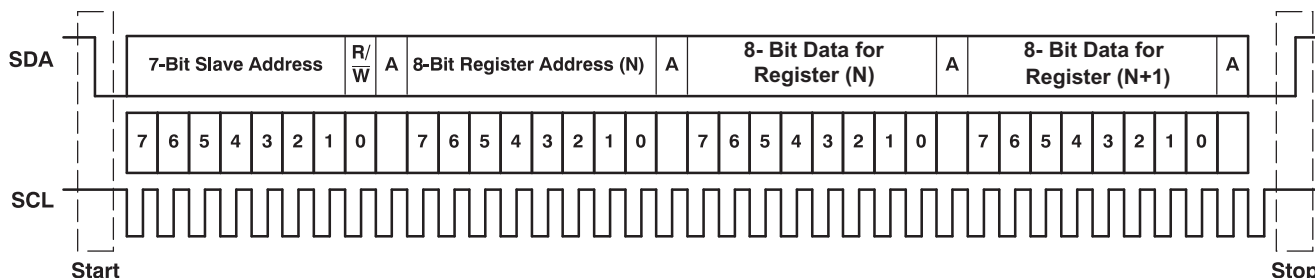 SDA
7-Bit Slave Address
R/
W
A
8-Bit Register Address (N)
A
8- Bit Data for
Register (N)
A
8- Bit Data for
Register (N+1)
A
7 6 5 4 3 2 1 0 7 6 5 4 3 2 1 0 7 6 5 4 3 2 1 0 7 6 5 4 3 2 1 0
SCL
Start
Stop